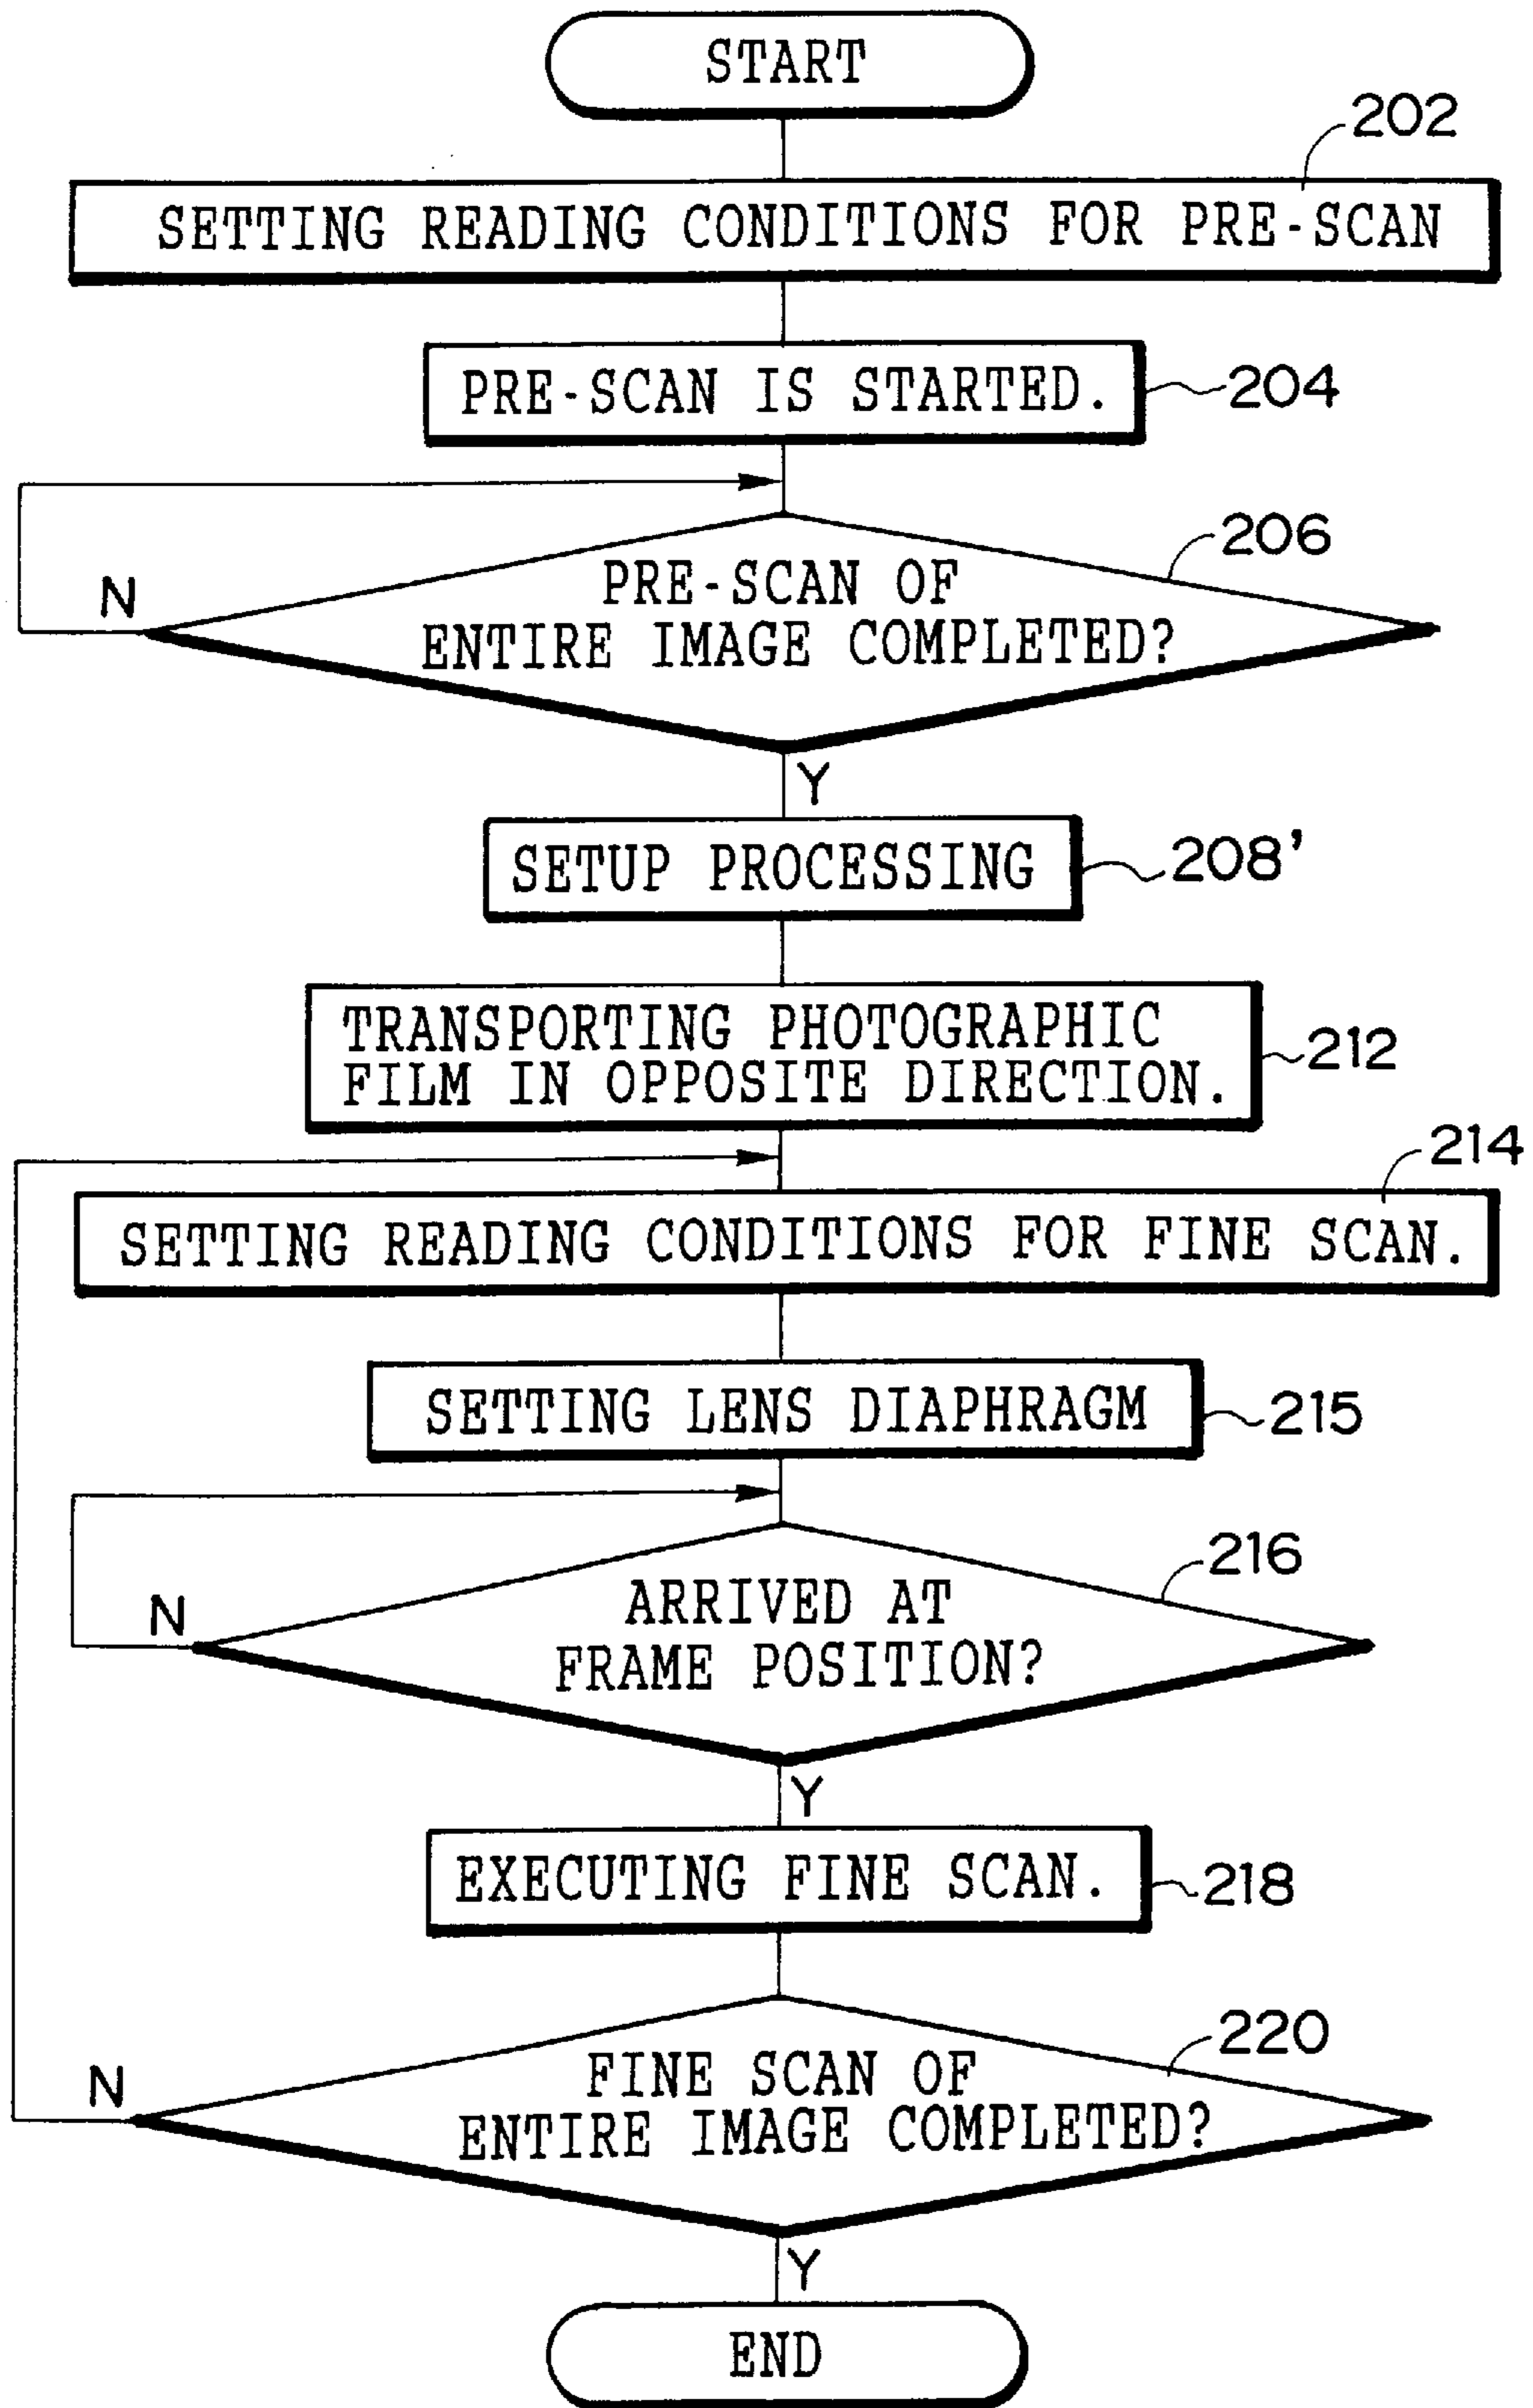 START
202
SETTING READING CONDITIONS FOR PRE-SCAN
PRE-SCAN IS STARTED.
204
206
PRE-SCAN OF
ENTIRE IMAGE COMPLETED?
N
Y
SETUP PROCESSING
208'
TRANSPORTING PHOTOGRAPHIC
FILM IN OPPOSITE DIRECTION.
212
214
SETTING READING CONDITIONS FOR FINE SCAN.
SETTING LENS DIAPHRAGM
215
216
ARRIVED AT
FRAME POSITION?
N
Y
EXECUTING FINE SCAN.
218
220
FINE SCAN OF
ENTIRE IMAGE COMPLETED?
N
Y
END